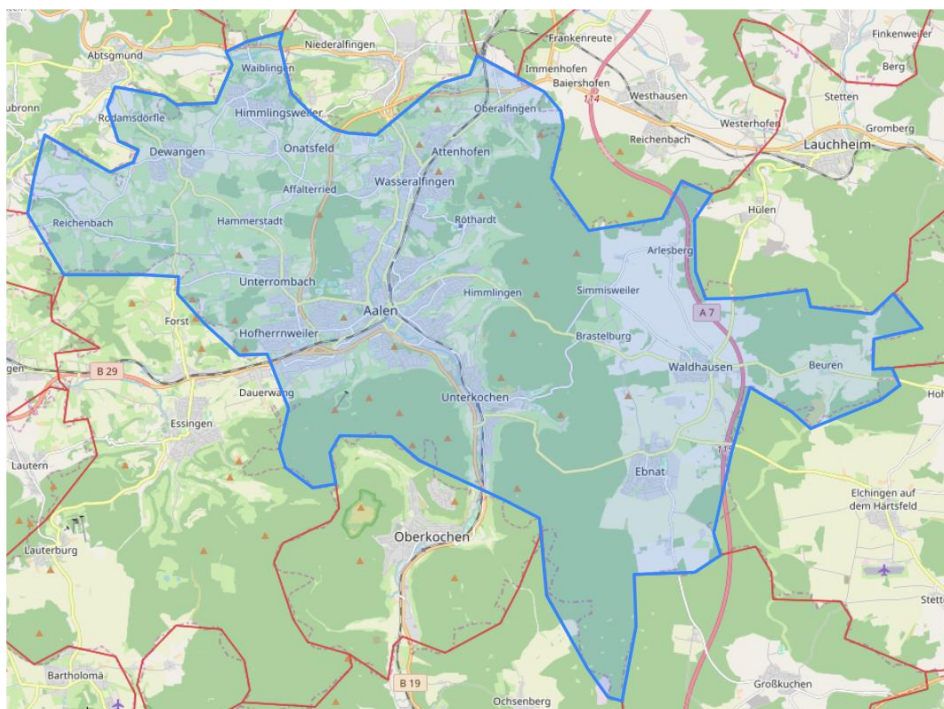 Abtsgmund
Niederalfingen
Frankenreute
Finkenweiler
Waiblingen
Immenhofen
Baiershofen
Berg
114
Westhausen
Stetten
Rodamsdörfle
Himmlingsweiler
Oberalfingen
Westerhofen
Gromberg
Reichenbach
Lauchheim
Dewangen
Onatsfeld
Attenhofen
Affalterried
Wasseralfingen
Reichenbach
Hammerstadt
Röthardt
Hülen
Arlesberg
Unterrombach
Himmlingen
Simmisweiler
Aalen
A 7
Forst
Hofherrnweiler
Brastelburg
B 29
Waldhausen
Beuren
Dauerwang
Unterkochen
Essingen
Lautern
Ebnat
Elchingen auf
dem Härtsfeld
Oberkochen
Lauterburg
Bartholomä
B 19
Großkuchen
Ochsenberg